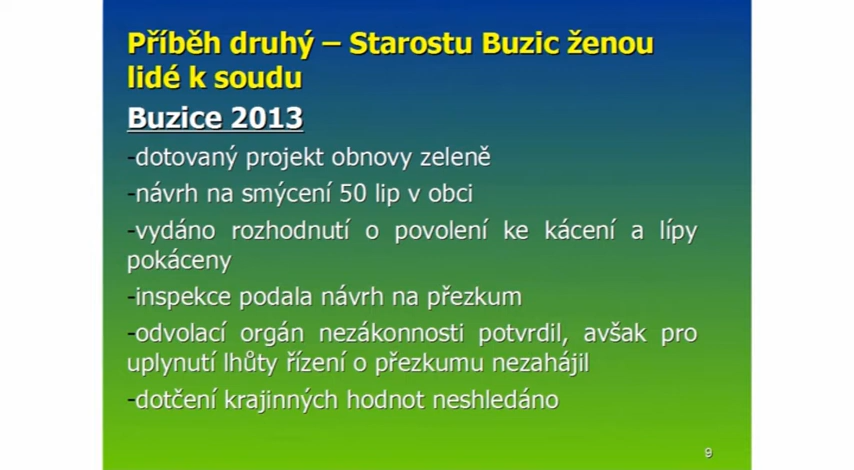 Příběh druhý – Starostu Buzic ženou
lidé k soudu
Buzice 2013
-dotovaný projekt obnovy zeleně
-návrh na smýcení 50 lip v obci
-vydáno rozhodnutí o povolení ke kácení a lípy
pokáceny
-inspekce podala návrh na přezkum
-odvolací orgán nezákonnosti potvrdil, avšak pro
uplynutí lhůty řízení o přezkumu nezahájil
-dotčení krajinných hodnot neshledáno
9